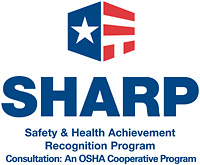 SHARP
Safety & Health Achievement
Recognition Program
Consultation: An OSHA Cooperative Program